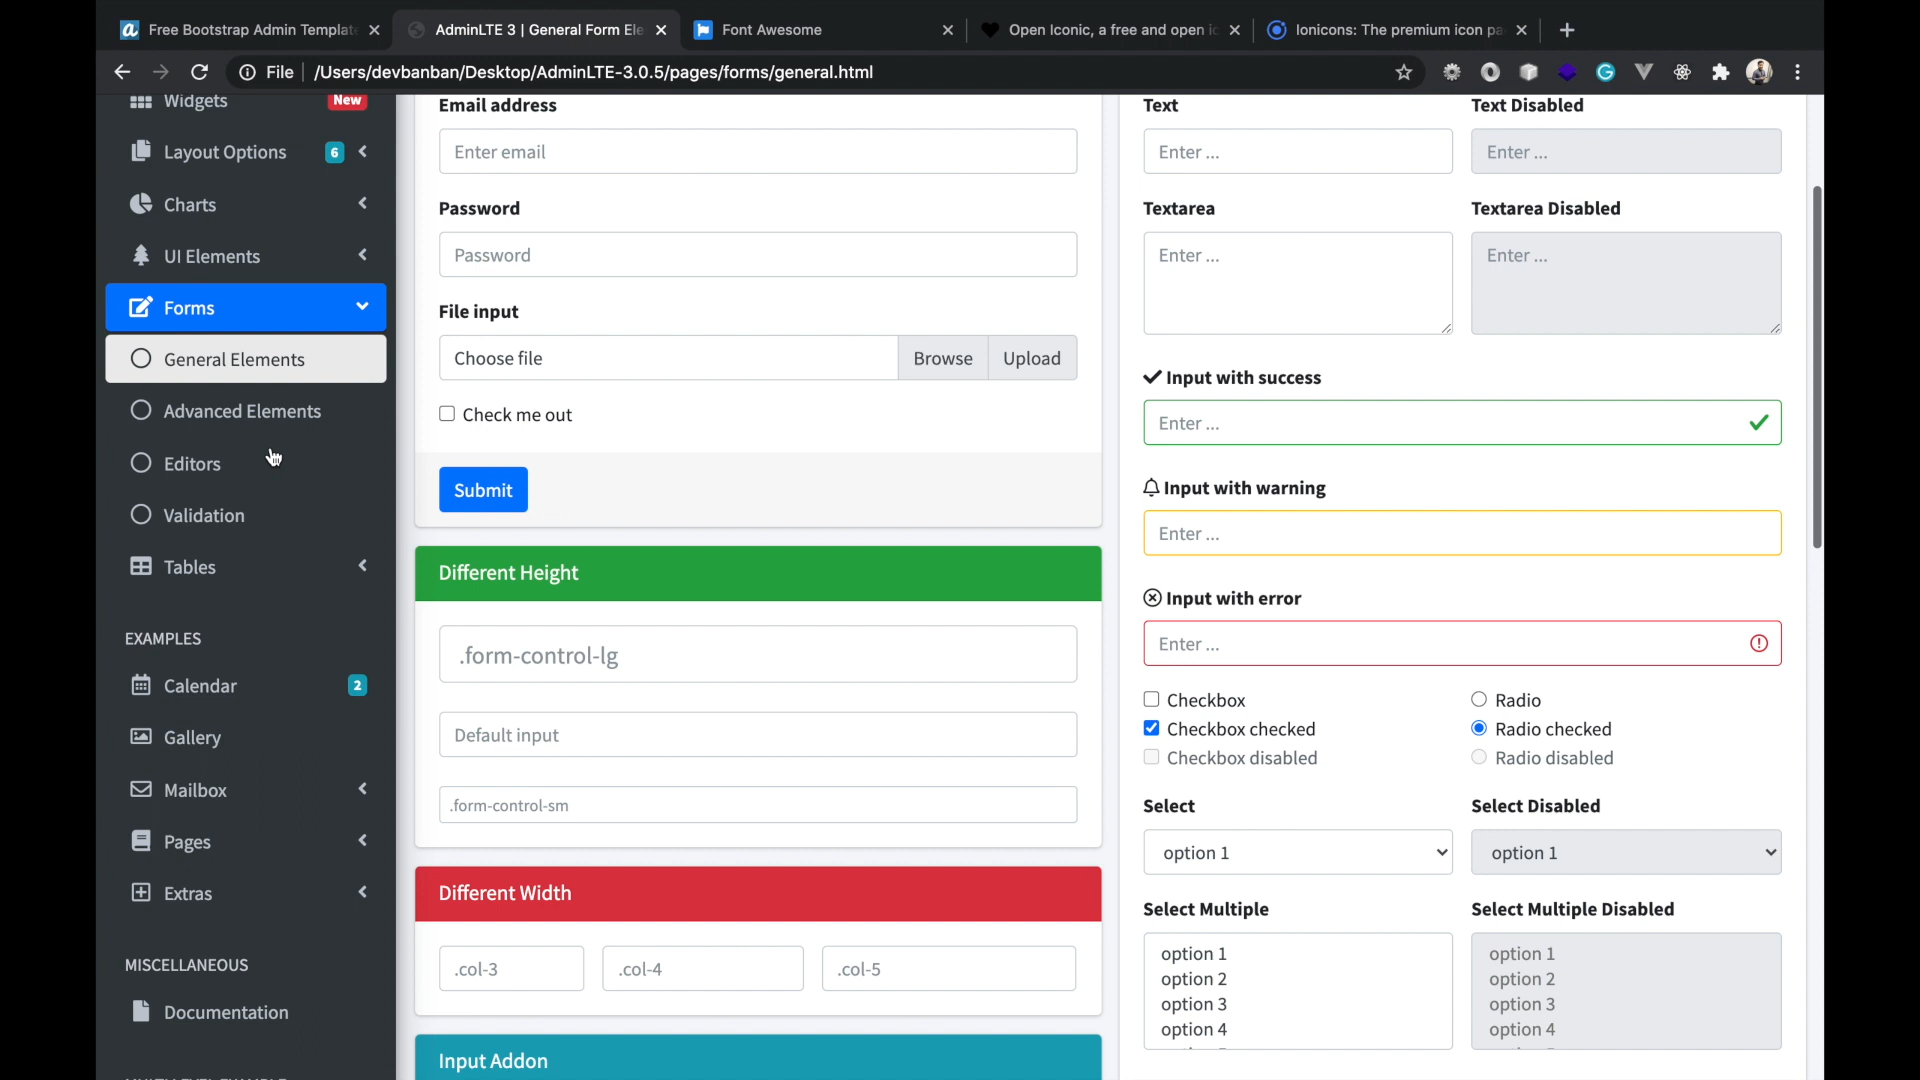 Free Bootstrap Admin Template
AdminLTE 3 | General Form Ele
Font Awesome
Open Iconic, a free and open ic
Ionicons: The premium icon pa
File
/Users/devbanban/Desktop/AdminLTE-3.0.5/pages/forms/general.html
Widgets
New
Layout Options
6
Charts
UI Elements
Forms
General Elements
Advanced Elements
Editors
Validation
Tables
EXAMPLES
Calendar
2
Gallery
Mailbox
Pages
Extras
MISCELLANEOUS
Documentation
Email address
Enter email
Password
Password
File input
Choose file
Browse
Upload
Check me out
Submit
Different Height
.form-control-lg
Default input
.form-control-sm
Different Width
.col-3
.col-4
.col-5
Input Addon
Text
Text Disabled
Enter ...
Enter ...
Textarea
Textarea Disabled
Enter ...
Enter ...
Input with success
Enter ...
Input with warning
Enter ...
Input with error
Enter ...
Checkbox
Radio
Checkbox checked
Radio checked
Checkbox disabled
Radio disabled
Select
Select Disabled
option 1
option 1
Select Multiple
Select Multiple Disabled
option 1
option 2
option 3
option 4
option 1
option 2
option 3
option 4